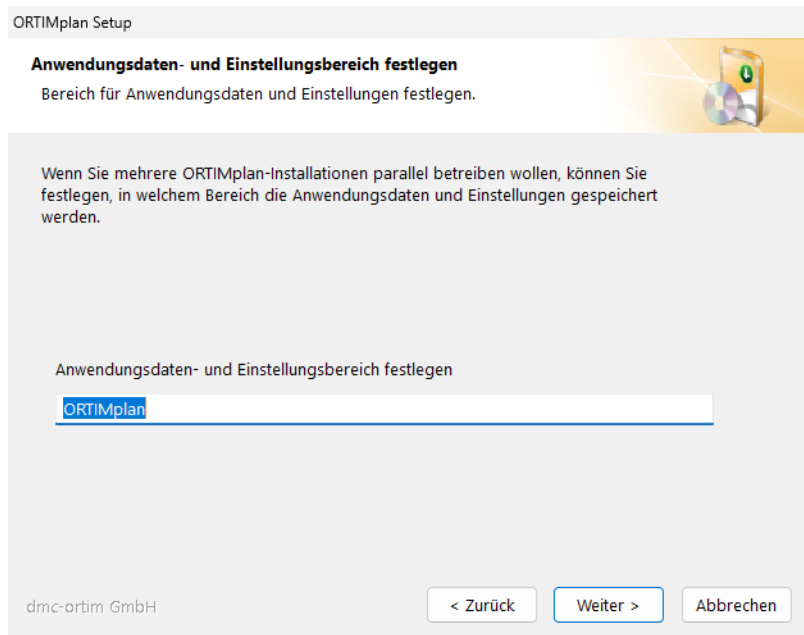 ORTIMplan Setup
Anwendungsdaten- und Einstellungsbereich festlegen
Bereich für Anwendungsdaten und Einstellungen festlegen.
Wenn Sie mehrere ORTIMplan-Installationen parallel betreiben wollen, können Sie
festlegen, in welchem Bereich die Anwendungsdaten und Einstellungen gespeichert
werden.
Anwendungsdaten- und Einstellungsbereich festlegen
ORTIMplan
dmc-ortim GmbH
< Zurück
Weiter >
Abbrechen